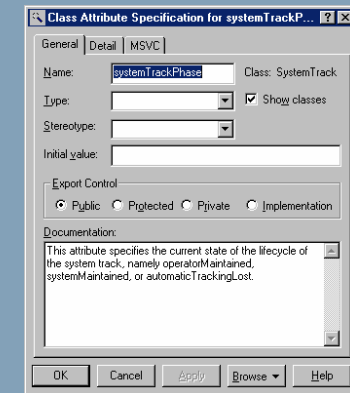 Class Attribute Specification for systemTrackP...
General Detail MSVC
Name: systemTrackPhase Class: SystemTrack
Type: Show classes
Stereotype:
Initial value:
Export Control
Public Protected Private Implementation
Documentation:
This attribute specifies the current state of the lifecycle of
the system track, namely operatorMaintained,
systemMaintained, or automaticTrackingLost.
OK Cancel Apply Browse Help